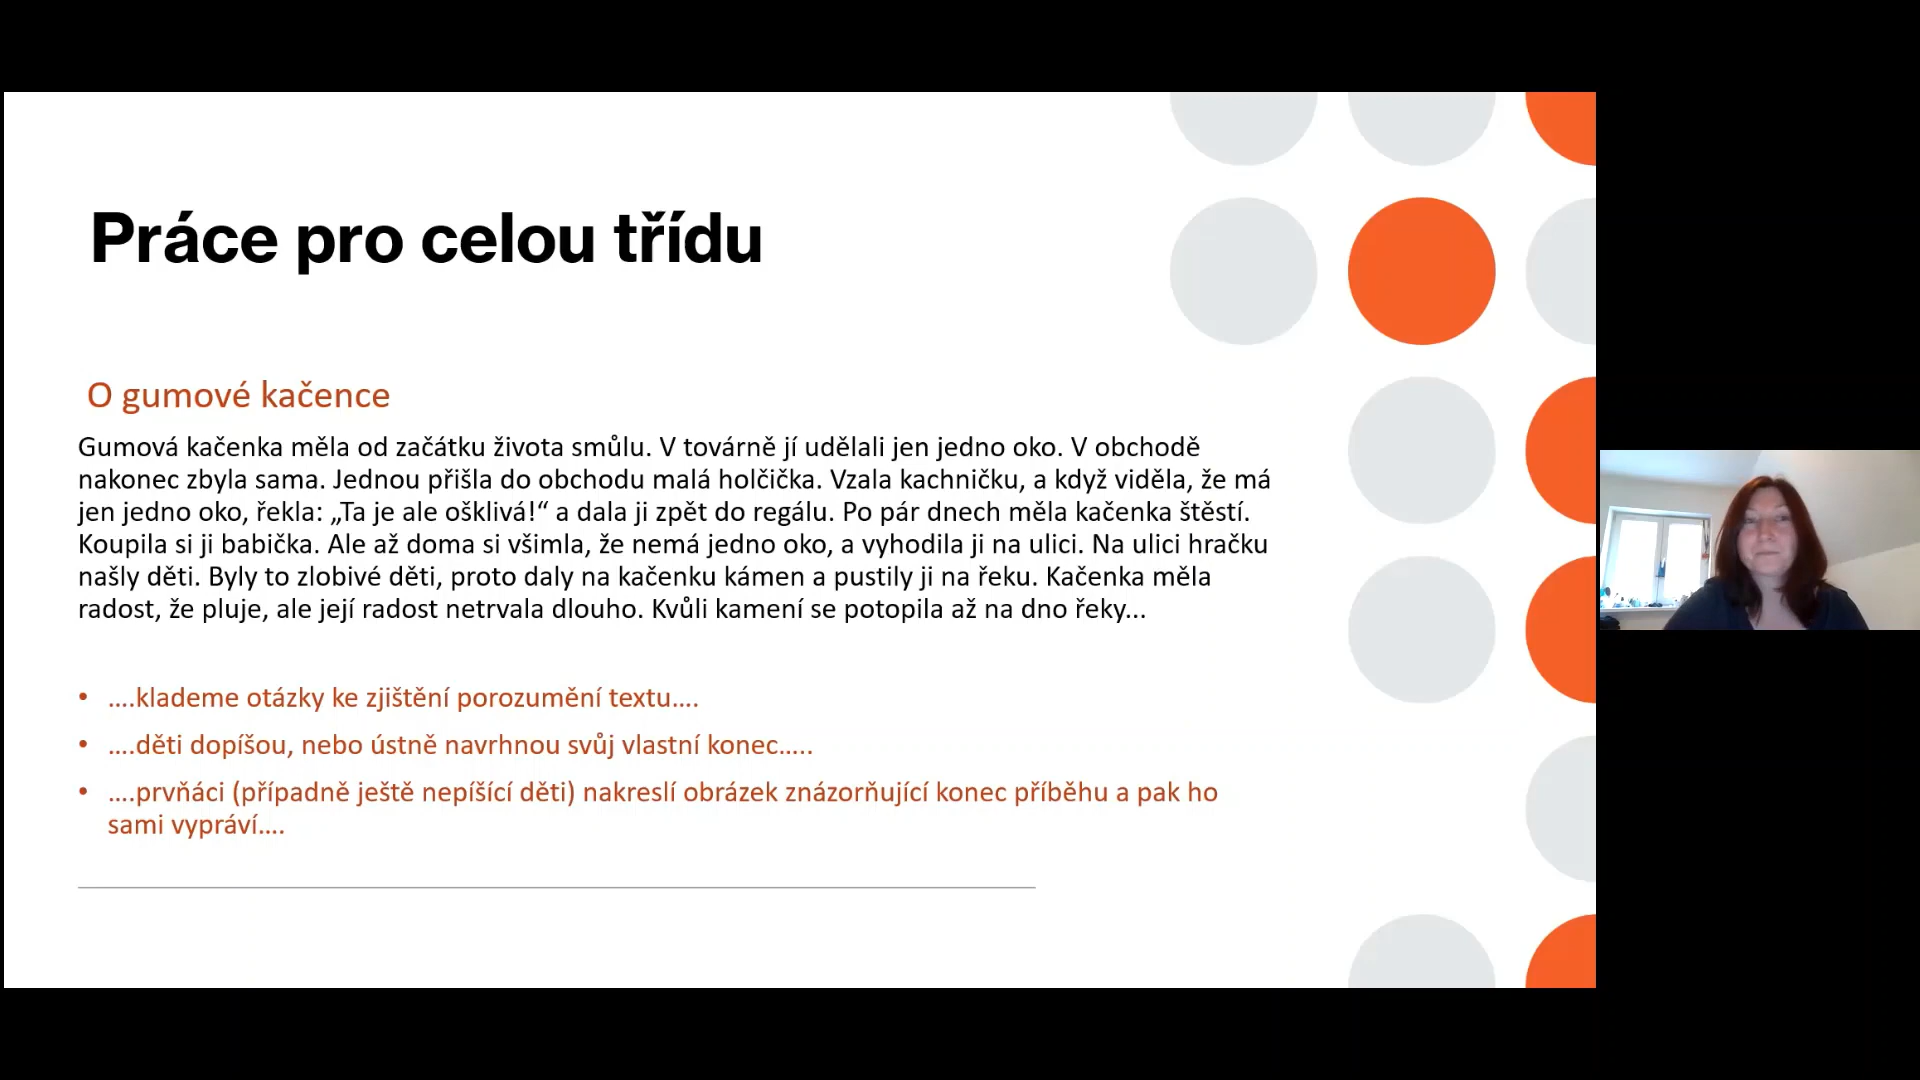 Práce pro celou třídu
O gumové kačence
Gumová kačenka měla od začátku života smůlu. V továrně jí udělali jen jedno oko. V obchodě
nakonec zbyla sama. Jednou přišla do obchodu malá holčička. Vzala kachničku, a když viděla, že má
jen jedno oko, řekla: „Ta je ale ošklivá!“ a dala ji zpět do regálu. Po pár dnech měla kačenka štěstí.
Koupila si ji babička. Ale až doma si všimla, že nemá jedno oko, a vyhodila ji na ulici. Na ulici hračku
našly děti. Byly to zlobivé děti, proto daly na kačenku kámen a pustily ji na řeku. Kačenka měla
radost, že pluje, ale její radost netrvala dlouho. Kvůli kamení se potopila až na dno řeky...
• ….klademe otázky ke zjištění porozumění textu….
• ….děti dopíšou, nebo ústně navrhnou svůj vlastní konec…..
• ….prvňáci (případně ještě nepíšící děti) nakreslí obrázek znázorňující konec příběhu a pak ho
sami vypráví….